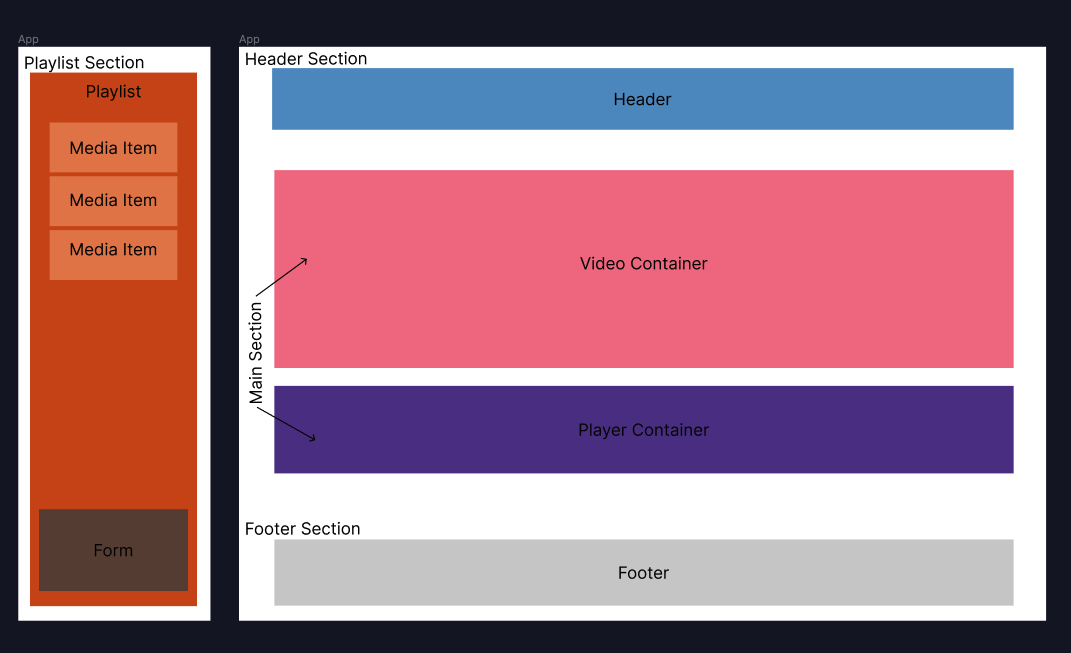 App
Playlist Section
Playlist
Media Item
Media Item
Media Item
Form
App
Header Section
Header
Main Section
Video Container
Player Container
Footer Section
Footer